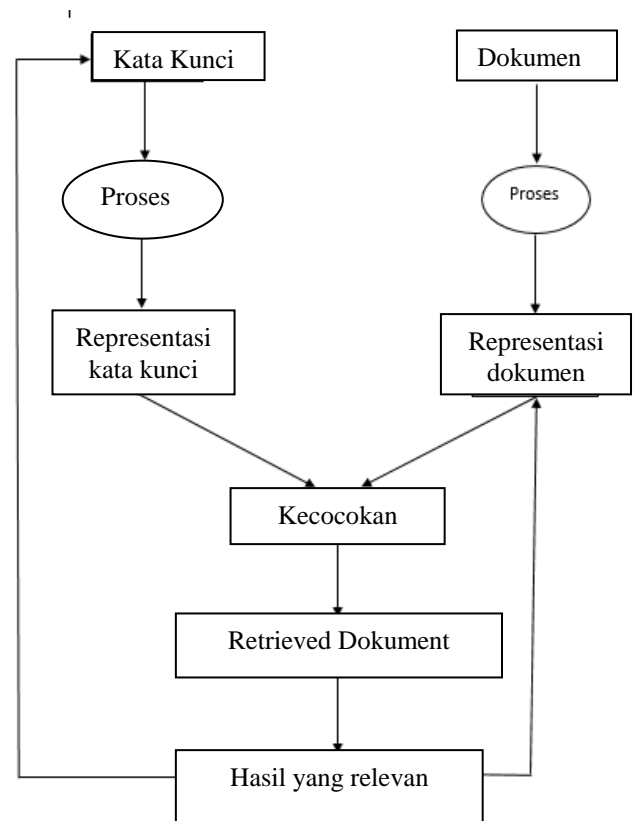 Kata Kunci
Dokumen
Proses
Proses
Representasi
kata kunci
Representasi
dokumen
Kecocokan
Retrieved Dokument
Hasil yang relevan